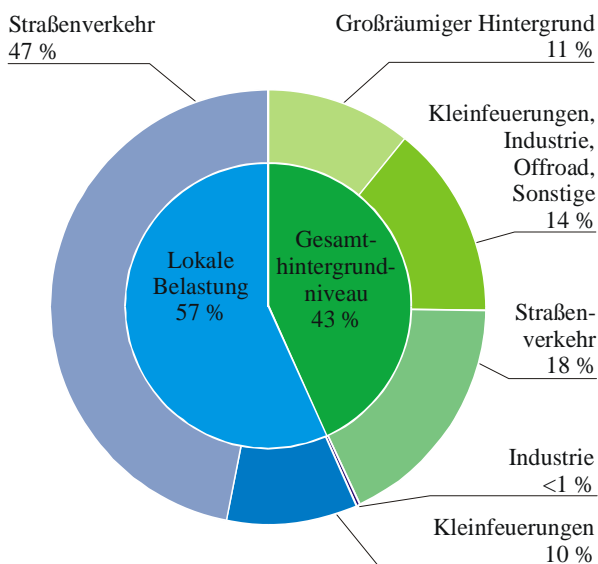 Straßenverkehr
47 %
Großräumiger Hintergrund
11 %
Kleinfeuerungen,
Industrie,
Offroad,
Sonstige
14 %
Lokale
Belastung
57 %
Gesamt-
hintergrund-
niveau
43 %
Straßen-
verkehr
18 %
Industrie
<1 %
Kleinfeuerungen
10 %